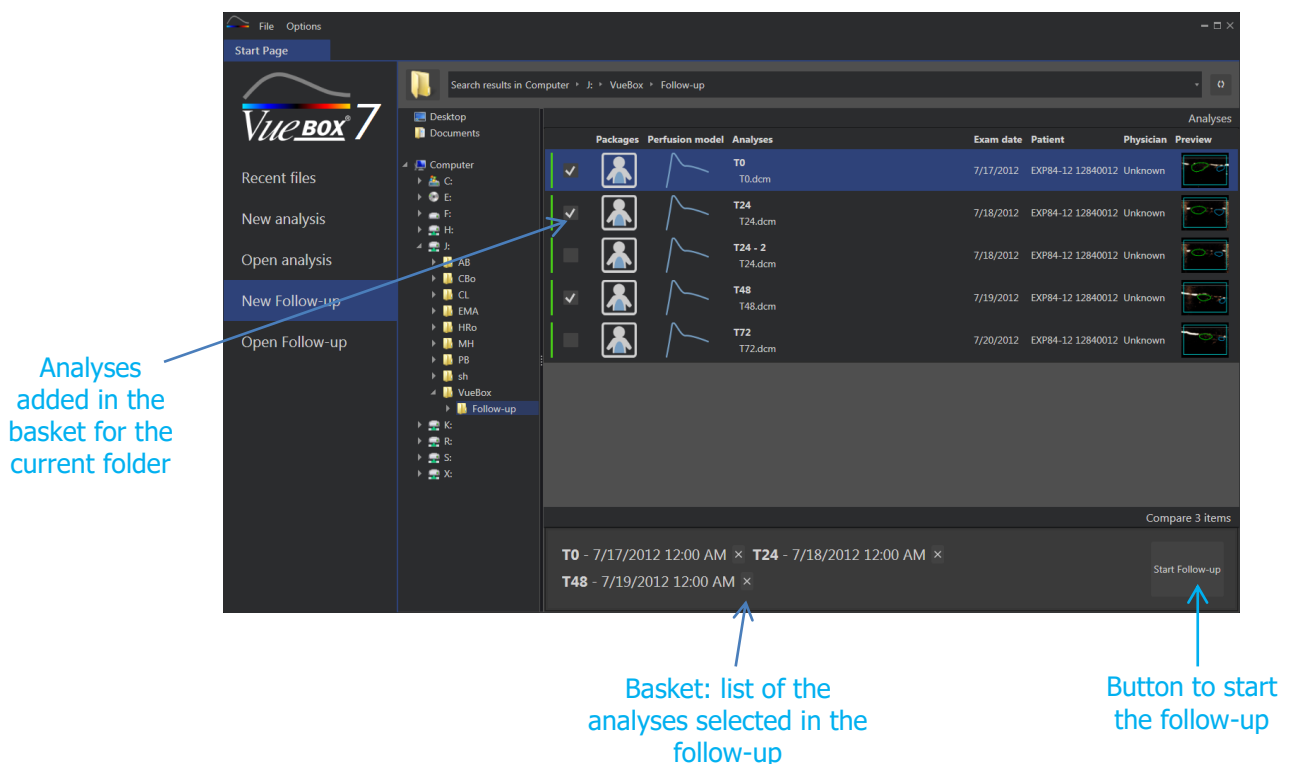 File Options
Start Page
VUEBOX® 7
Recent files
New analysis
Open analysis
New Follow-up
Open Follow-up
Search results in Computer J: VueBox Follow-up
Desktop
Documents
Computer
C:
E:
F:
H:
J:
AB
CBo
CL
EMA
HRo
MH
PB
sh
VueBox
Follow-up
K:
R:
S:
X:
Analyses
Packages Perfusion model Analyses Exam date Patient Physician Preview
T0
T0.dcm
7/17/2012 EXP84-12 12840012 Unknown
T24
T24.dcm
7/18/2012 EXP84-12 12840012 Unknown
T24 - 2
T24.dcm
7/18/2012 EXP84-12 12840012 Unknown
T48
T48.dcm
7/19/2012 EXP84-12 12840012 Unknown
T72
T72.dcm
7/20/2012 EXP84-12 12840012 Unknown
Compare 3 items
T0 - 7/17/2012 12:00 AM × T24 - 7/18/2012 12:00 AM ×
T48 - 7/19/2012 12:00 AM ×
Start Follow-up
Analyses
added in the
basket for the
current folder
Basket: list of the
analyses selected in the
follow-up
Button to start
the follow-up